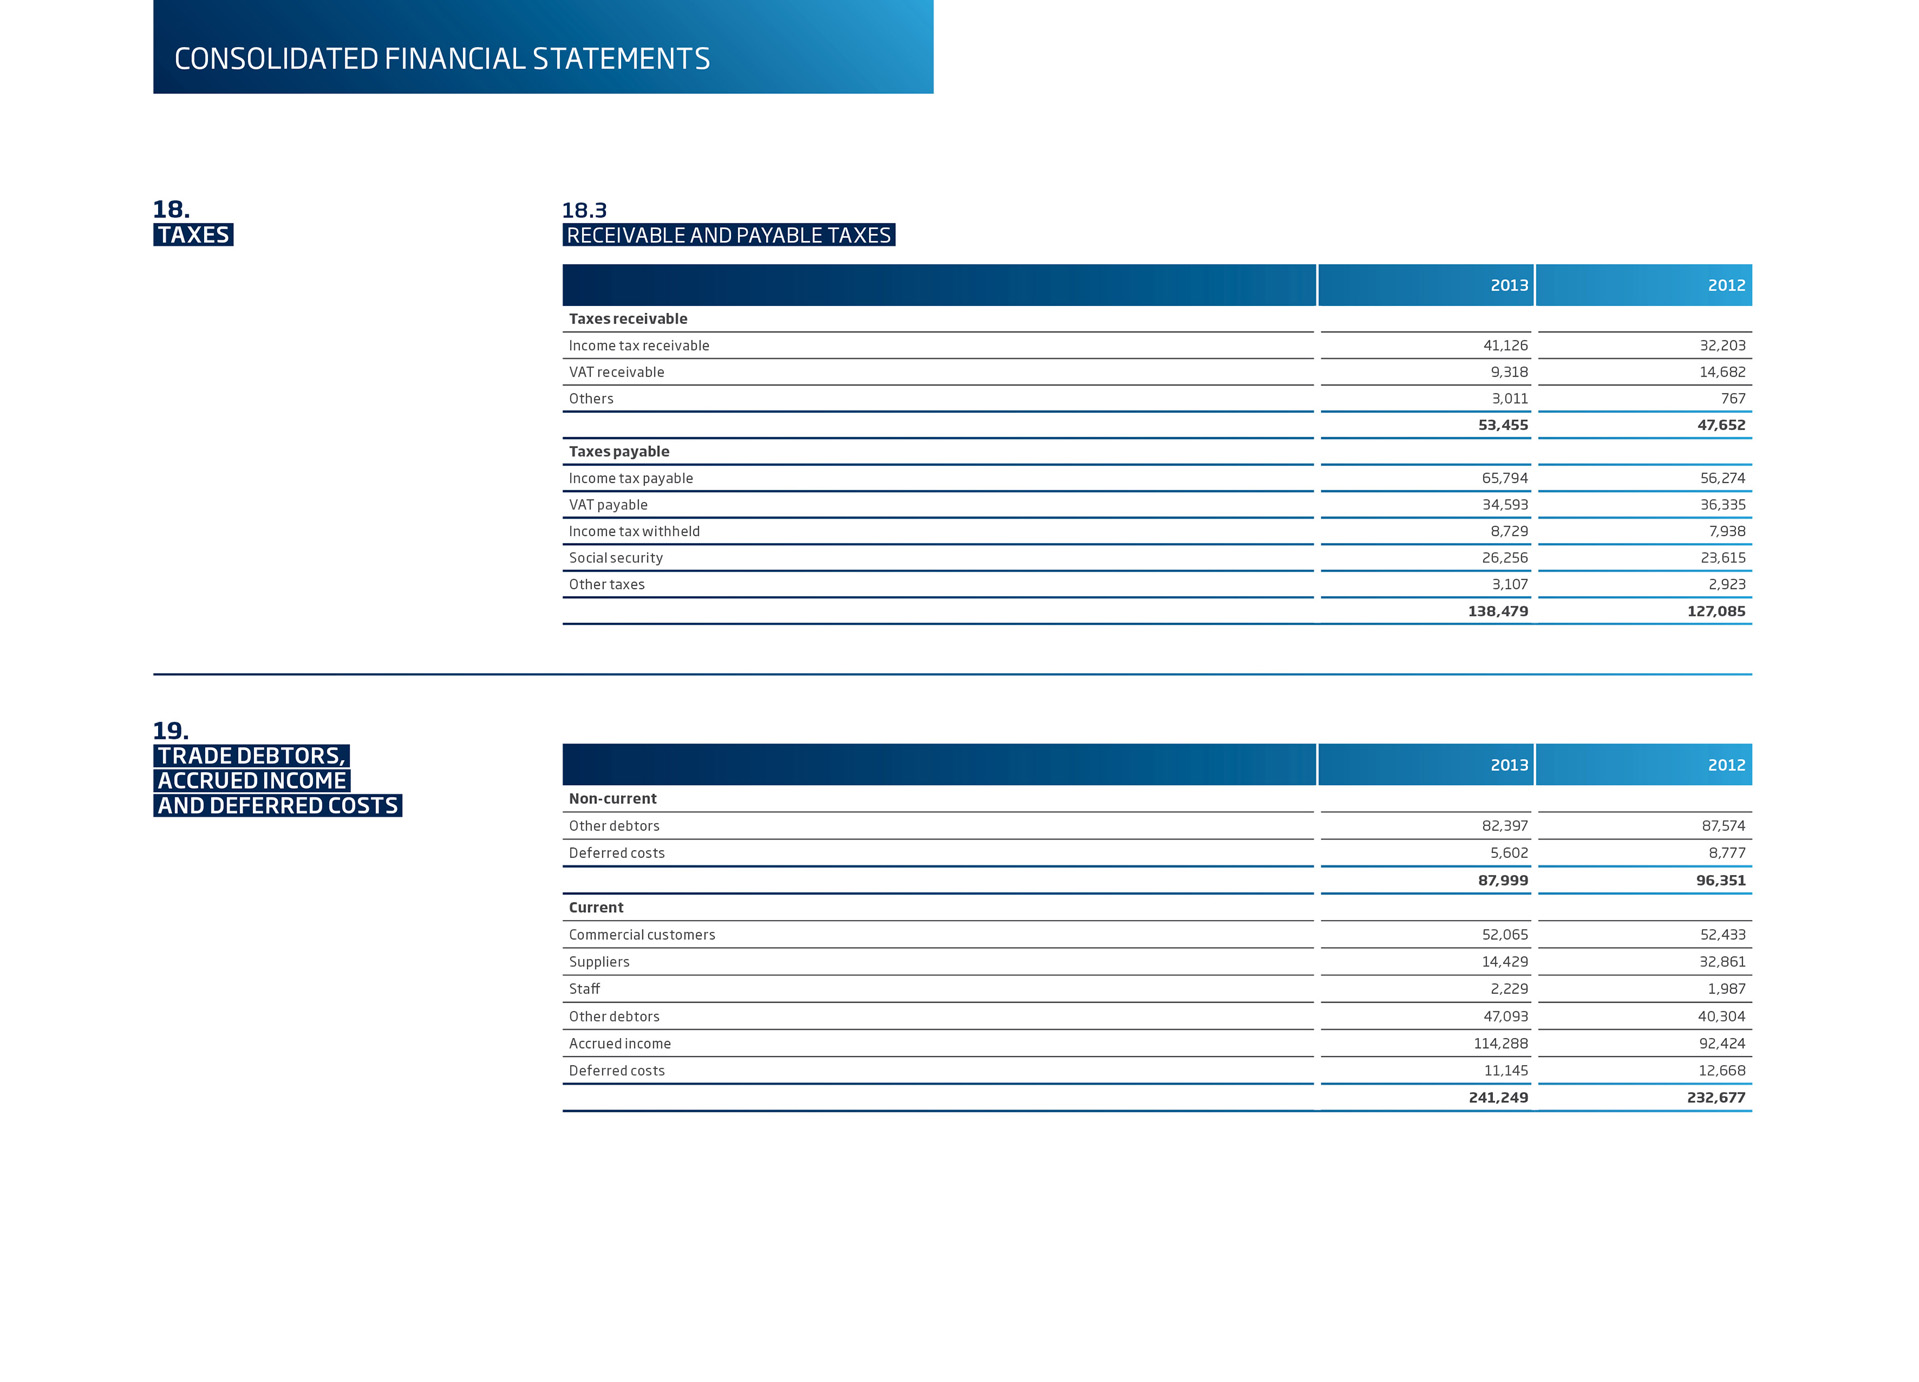 CONSOLIDATED FINANCIAL STATEMENTS
18.
TAXES
18.3
RECEIVABLE AND PAYABLE TAXES
2013 2012
Taxes receivable
Income tax receivable 41,126 32,203
VAT receivable 9,318 14,682
Others 3,011 767
53,455 47,652
Taxes payable
Income tax payable 65,794 56,274
VAT payable 34,593 36,335
Income tax withheld 8,729 7,938
Social security 26,256 23,615
Other taxes 3,107 2,923
138,479 127,085
19.
TRADE DEBTORS,
ACCRUED INCOME
AND DEFERRED COSTS
2013 2012
Non-current
Other debtors 82,397 87,574
Deferred costs 5,602 8,777
87,999 96,351
Current
Commercial customers 52,065 52,433
Suppliers 14,429 32,861
Staff 2,229 1,987
Other debtors 47,093 40,304
Accrued income 114,288 92,424
Deferred costs 11,145 12,668
241,249 232,677